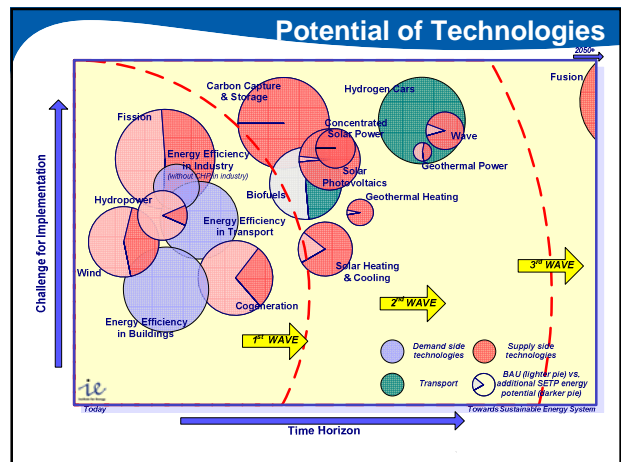 Potential of Technologies
2050+
Fusion
Carbon Capture
& Storage
Hydrogen Cars
Fission
Concentrated
Solar Power
Wave
Energy Efficiency
in Industry
(without CHP in industry)
Geothermal Power
Solar
Photovoltaics
Biofuels
Geothermal Heating
Hydropower
Energy Efficiency
in Transport
Wind
Solar Heating
& Cooling
Cogeneration
Energy Efficiency
in Buildings
3rd WAVE
2nd WAVE
1st WAVE
Challenge for Implementation
Demand side
technologies
Supply side
technologies
Transport
BAU (lighter pie) vs.
additional SETP energy
potential (darker pie)
ie
Institute for Energy
Today
Towards Sustainable Energy System
Time Horizon